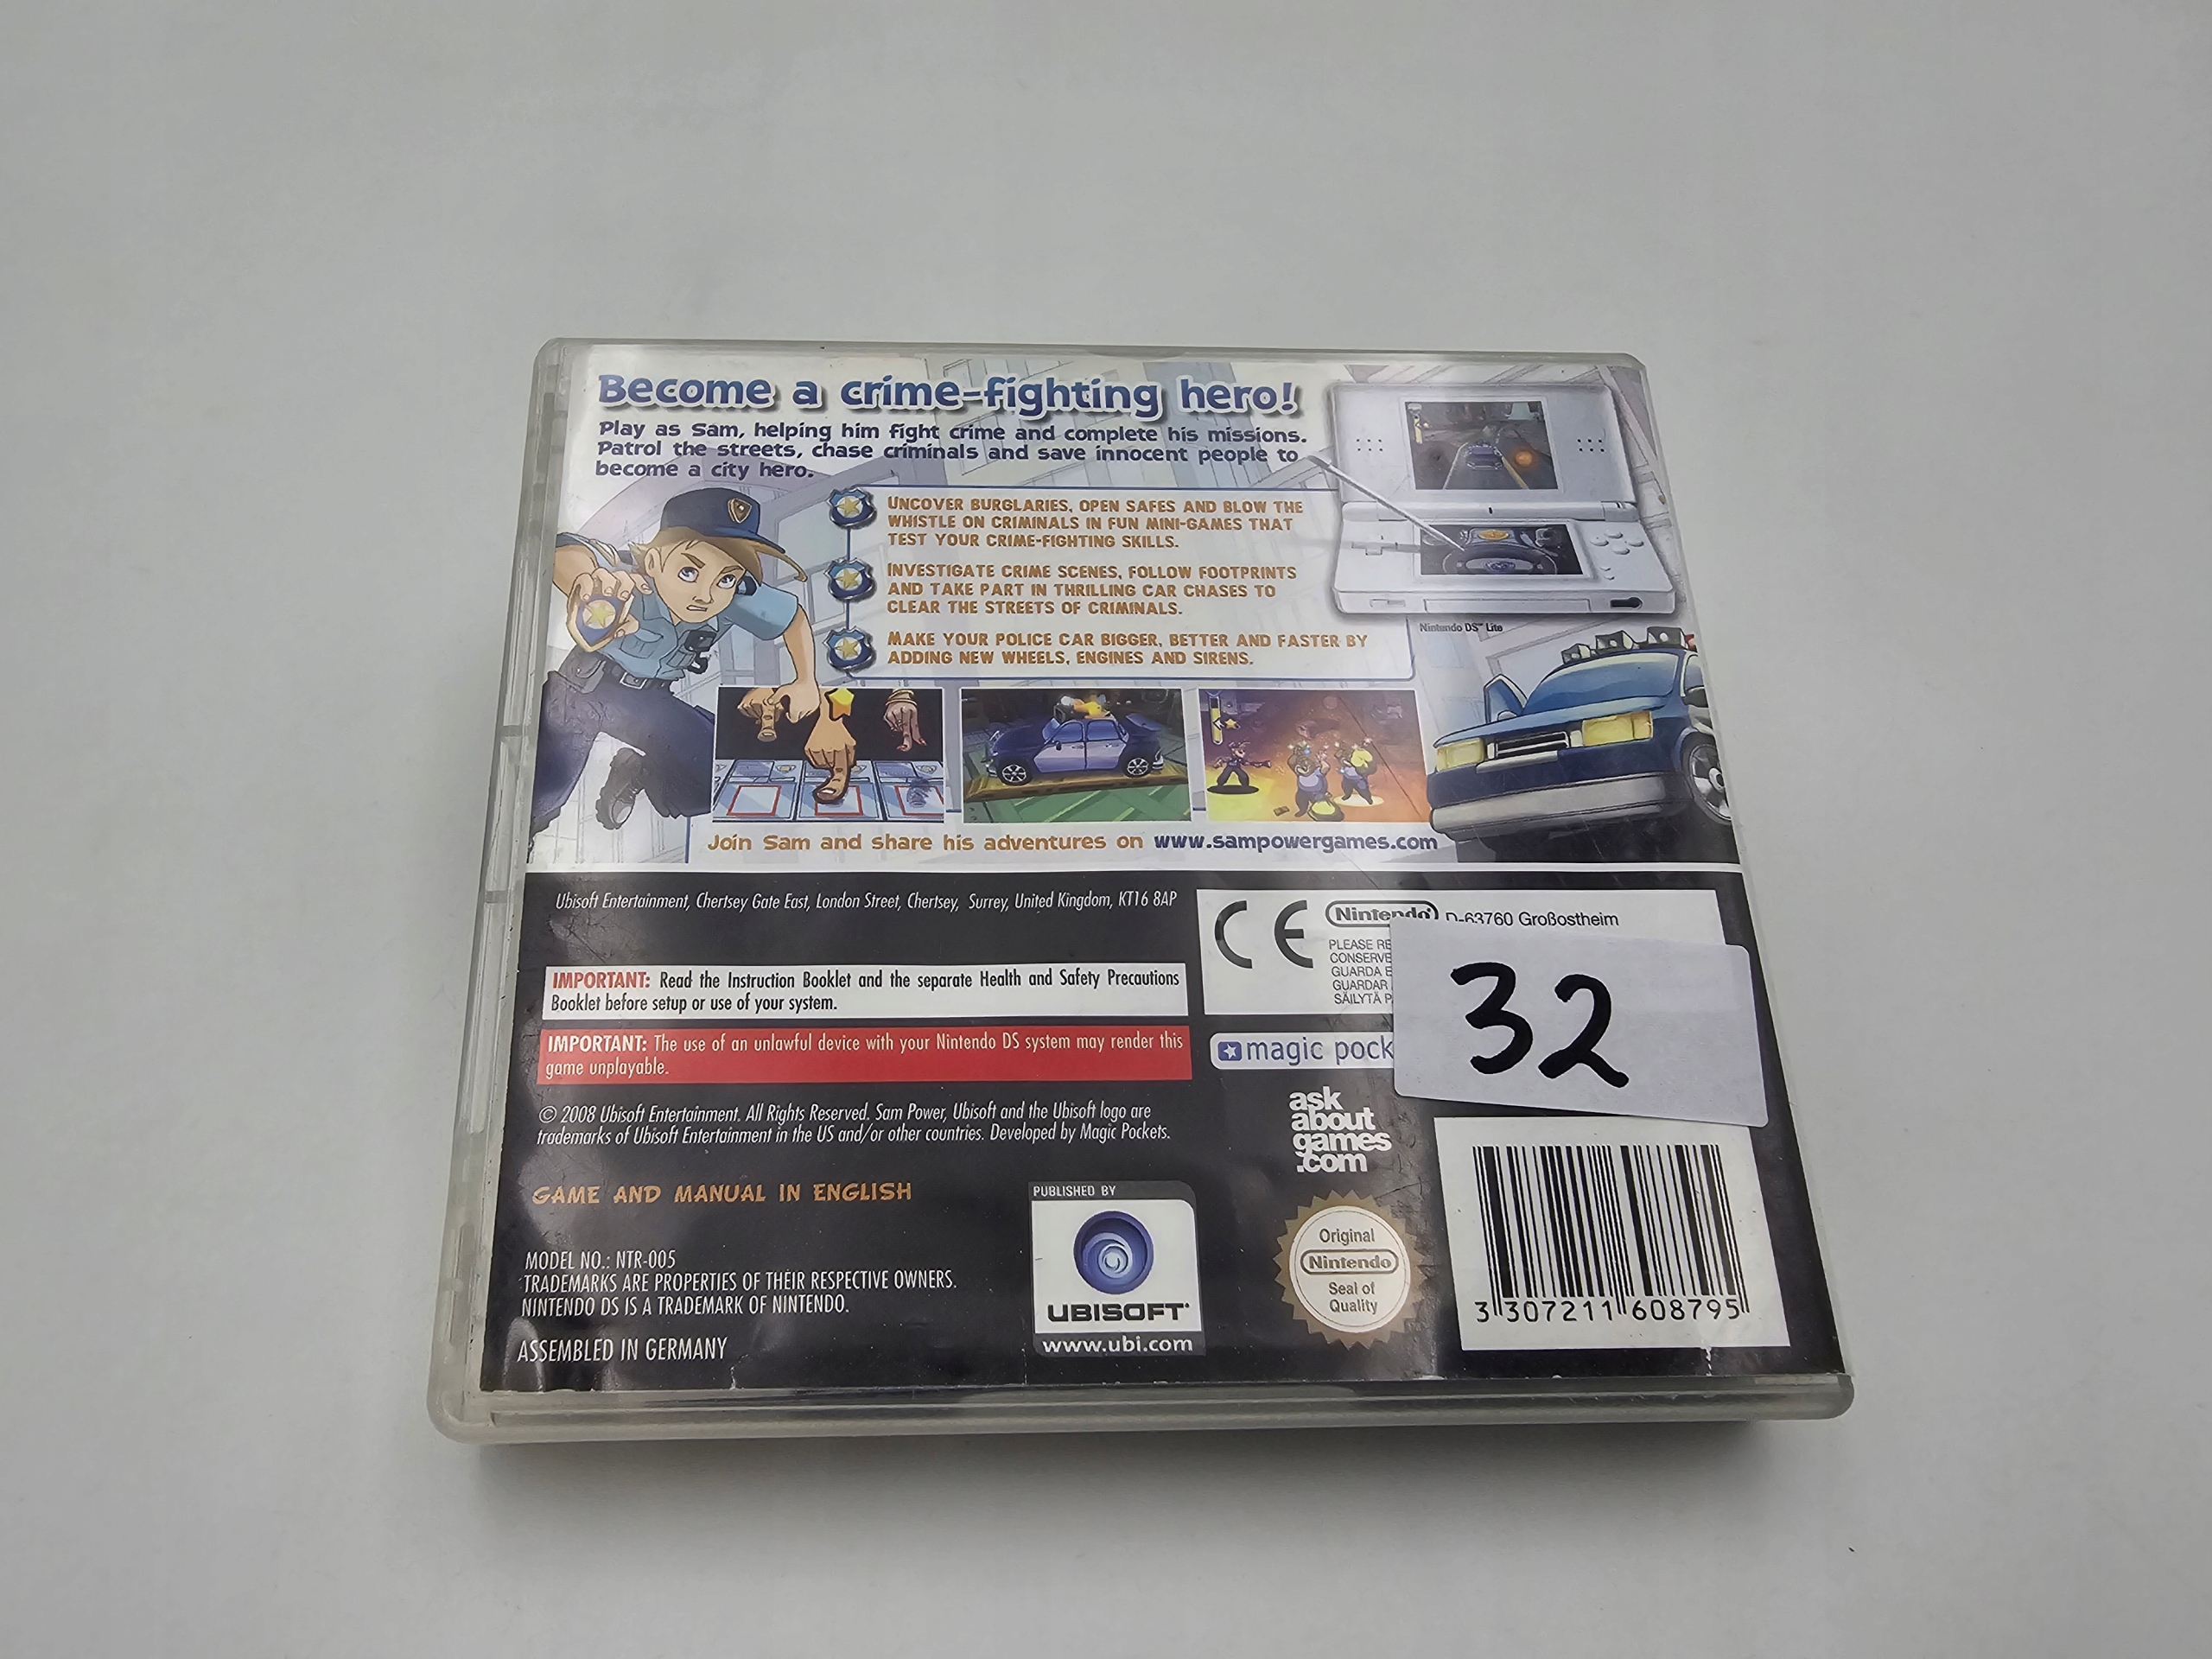 Become a crime-fighting hero!
Play as Sam, helping him fight crime and complete his missions.
Patrol the streets, chase criminals and save innocent people to
become a city hero.
UNCOVER BURGLARIES, OPEN SAFES AND BLOW THE
WHISTLE ON CRIMINALS IN FUN MINI-GAMES THAT
TEST YOUR CRIME-FIGHTING SKILLS.
INVESTIGATE CRIME SCENES, FOLLOW FOOTPRINTS
AND TAKE PART IN THRILLING CAR CHASES TO
CLEAR THE STREETS OF CRIMINALS.
MAKE YOUR POLICE CAR BIGGER, BETTER AND FASTER BY
ADDING NEW WHEELS, ENGINES AND SIRENS.
Nintendo DS™ Lite
Join Sam and share his adventures on www.sampowergames.com
Ubisoft Entertainment, Chertsey Gate East, London Street, Chertsey, Surrey, United Kingdom, KT16 8AP
CE Nintendo® D-63760 Großostheim
PLEASE RE
CONSERVE
GUARDA E
GUARDAR
SÄILYTÄ P
32
IMPORTANT: Read the Instruction Booklet and the separate Health and Safety Precautions
Booklet before setup or use of your system.
IMPORTANT: The use of an unlawful device with your Nintendo DS system may render this
game unplayable.
magic pock
© 2008 Ubisoft Entertainment. All Rights Reserved. Sam Power, Ubisoft and the Ubisoft logo are
trademarks of Ubisoft Entertainment in the US and/or other countries. Developed by Magic Pockets.
ask
about
games
.com
GAME AND MANUAL IN ENGLISH
PUBLISHED BY
UBISOFT®
www.ubi.com
Original
Nintendo
Seal of
Quality
MODEL NO.: NTR-005
TRADEMARKS ARE PROPERTIES OF THEIR RESPECTIVE OWNERS.
NINTENDO DS IS A TRADEMARK OF NINTENDO.
ASSEMBLED IN GERMANY
3 307211 608795